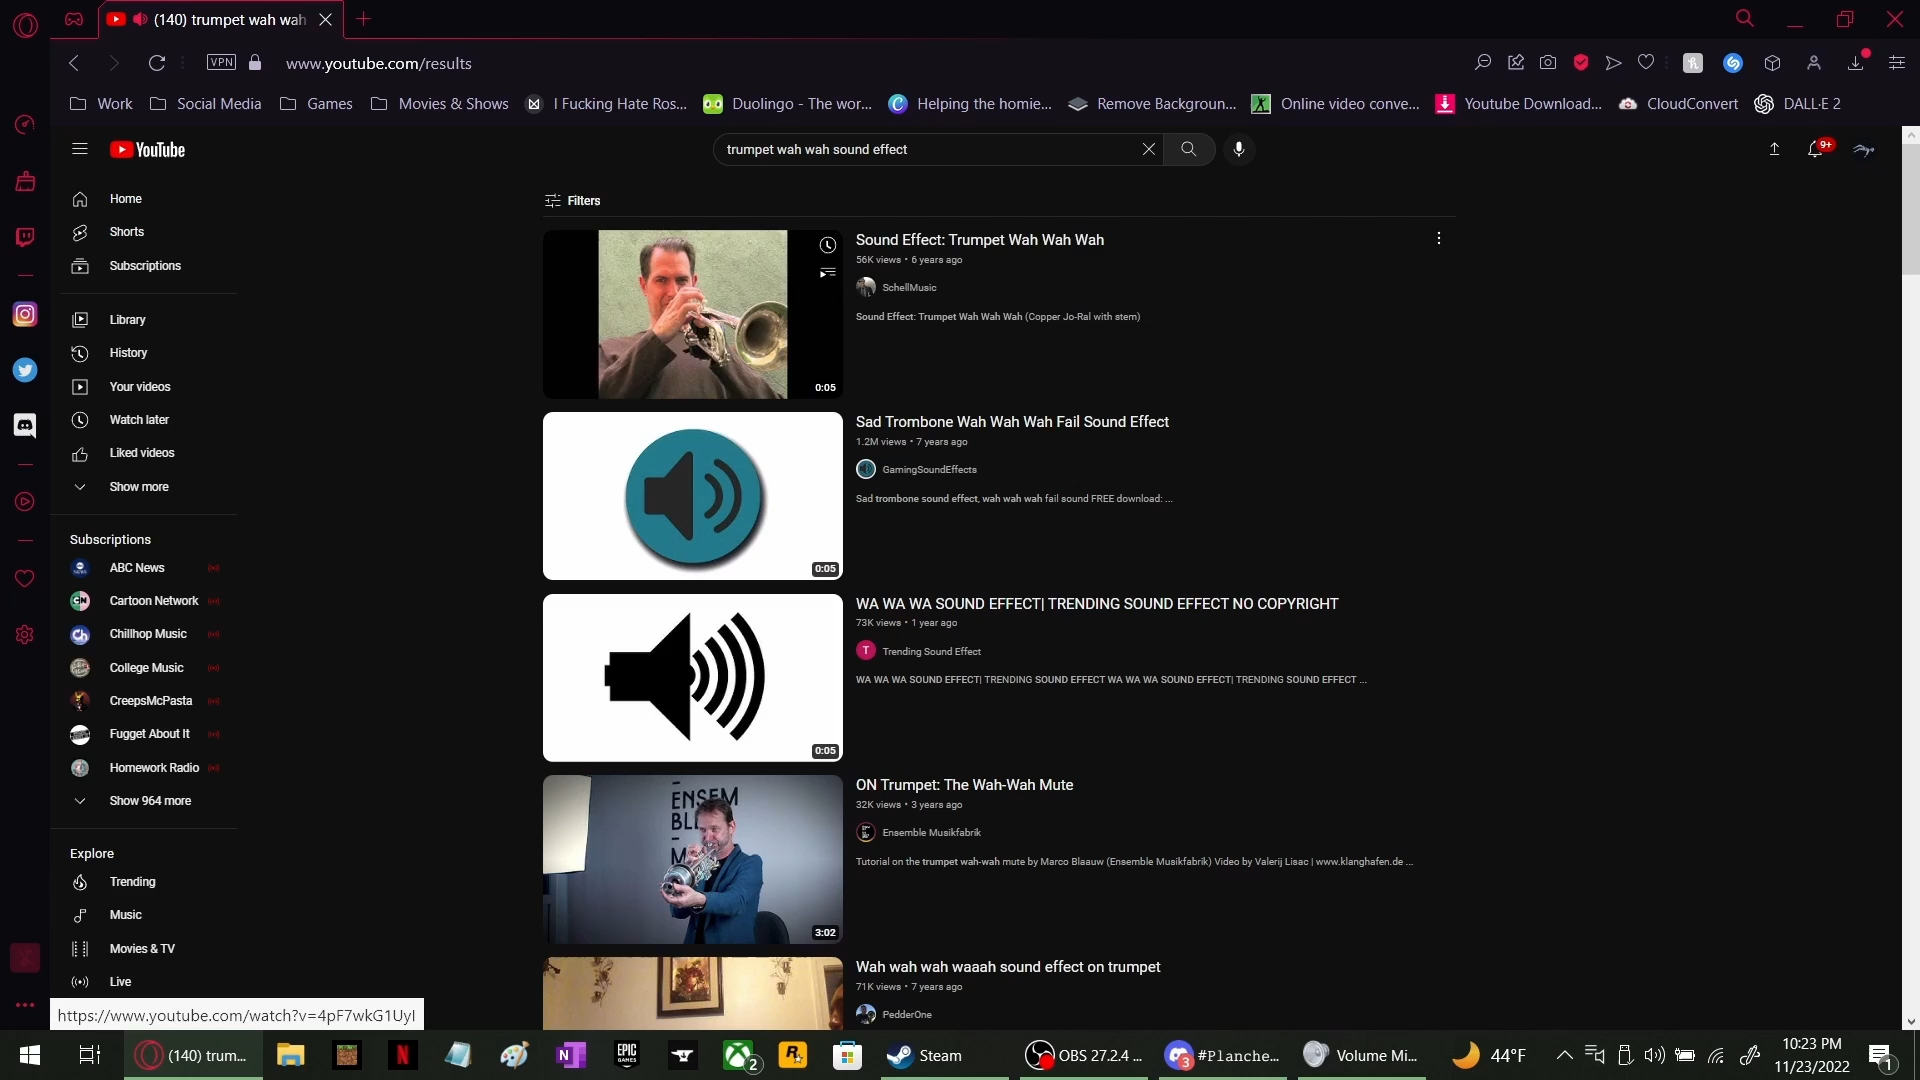 (140) trumpet wah wah
VPN
www.youtube.com/results
Work
Social Media
Games
Movies & Shows
I Fucking Hate Ros...
Duolingo - The wor...
Helping the homie...
Remove Backgroun...
Online video conve...
Youtube Download...
CloudConvert
DALL·E 2
YouTube
trumpet wah wah sound effect
9+
Home
Shorts
Subscriptions
Library
History
Your videos
Watch later
Liked videos
Show more
Subscriptions
ABC News
Cartoon Network
Chillhop Music
College Music
CreepsMcPasta
Fugget About It
Homework Radio
Show 964 more
Explore
Trending
Music
Movies & TV
Live
https://www.youtube.com/watch?v=4pF7wkG1UyI
Filters
0:05
Sound Effect: Trumpet Wah Wah Wah
56K views • 6 years ago
SchellMusic
Sound Effect: Trumpet Wah Wah Wah (Copper Jo-Ral with stem)
0:05
Sad Trombone Wah Wah Wah Fail Sound Effect
1.2M views • 7 years ago
GamingSoundEffects
Sad trombone sound effect, wah wah wah fail sound FREE download: ...
0:05
WA WA WA SOUND EFFECT| TRENDING SOUND EFFECT NO COPYRIGHT
73K views • 1 year ago
T
Trending Sound Effect
WA WA WA SOUND EFFECT| TRENDING SOUND EFFECT WA WA WA SOUND EFFECT| TRENDING SOUND EFFECT ...
ENSEM
BL
M
3:02
ON Trumpet: The Wah-Wah Mute
32K views • 3 years ago
Ensemble Musikfabrik
Tutorial on the trumpet wah-wah mute by Marco Blaauw (Ensemble Musikfabrik) Video by Valerij Lisac | www.klanghafen.de ...
Wah wah wah waaah sound effect on trumpet
71K views • 7 years ago
PedderOne
(140) trum...
N
N
EPIC
GAMES
2
R
Steam
OBS 27.2.4 ...
3
#Planche...
Volume Mi...
44°F
10:23 PM
11/23/2022
1